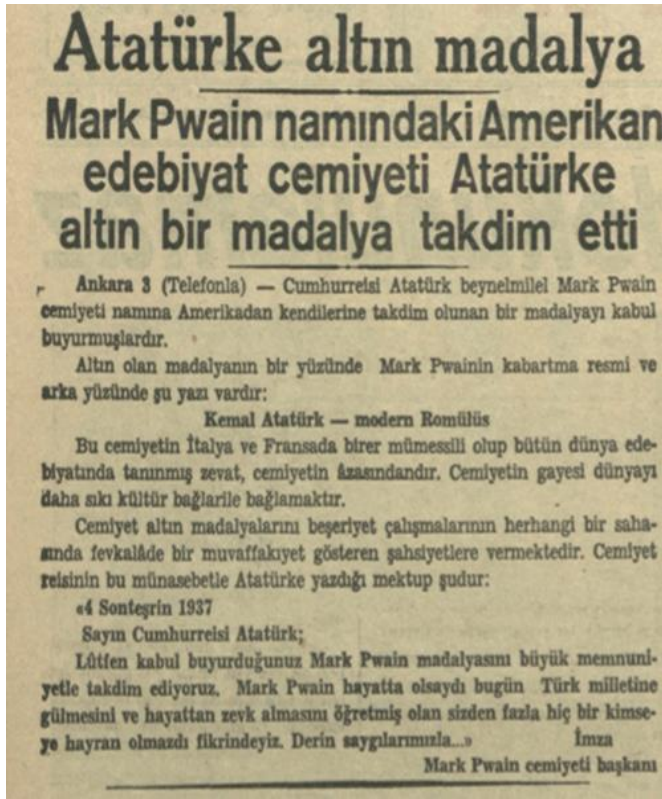 Atatürke altın madalya
Mark Pwain namındaki Amerikan
edebiyat cemiyeti Atatürke
altın bir madalya takdim etti
Ankara 3 (Telefonla) — Cumhurreisi Atatürk beynelmilel Mark Pwain
cemiyeti namına Amerikadan kendilerine takdim olunan bir madalyayı kabul
buyurmuşlardır.
Altın olan madalyanın bir yüzünde Mark Pwainin kabartma resmi ve
arka yüzünde şu yazı vardır:
Kemal Atatürk — modern Romülüs
Bu cemiyetin İtalya ve Fransada birer mümessili olup bütün dünya ede-
biyatında tanınmış zevat, cemiyetin âzasındandır. Cemiyetin gayesi dünyayı
daha sıkı kültür bağlarile bağlamaktır.
Cemiyet altın madalyalarını beşeriyet çalışmalarının herhangi bir saha-
sında fevkalâde bir muvaffakıyet gösteren şahsiyetlere vermektedir. Cemiyet
reisinin bu münasebetle Atatürke yazdığı mektup şudur:
«4 Sonteşrin 1937
Sayın Cumhurreisi Atatürk;
Lûtfen kabul buyurduğunuz Mark Pwain madalyasını büyük memnuni-
yetle takdim ediyoruz. Mark Pwain hayatta olsaydı bugün Türk milletine
gülmesini ve hayattan zevk almasını öğretmiş olan sizden fazla hiç bir kimse-
ye hayran olmazdı fikrindeyiz. Derin saygılarımızla...» İmza
Mark Pwain cemiyeti başkanı